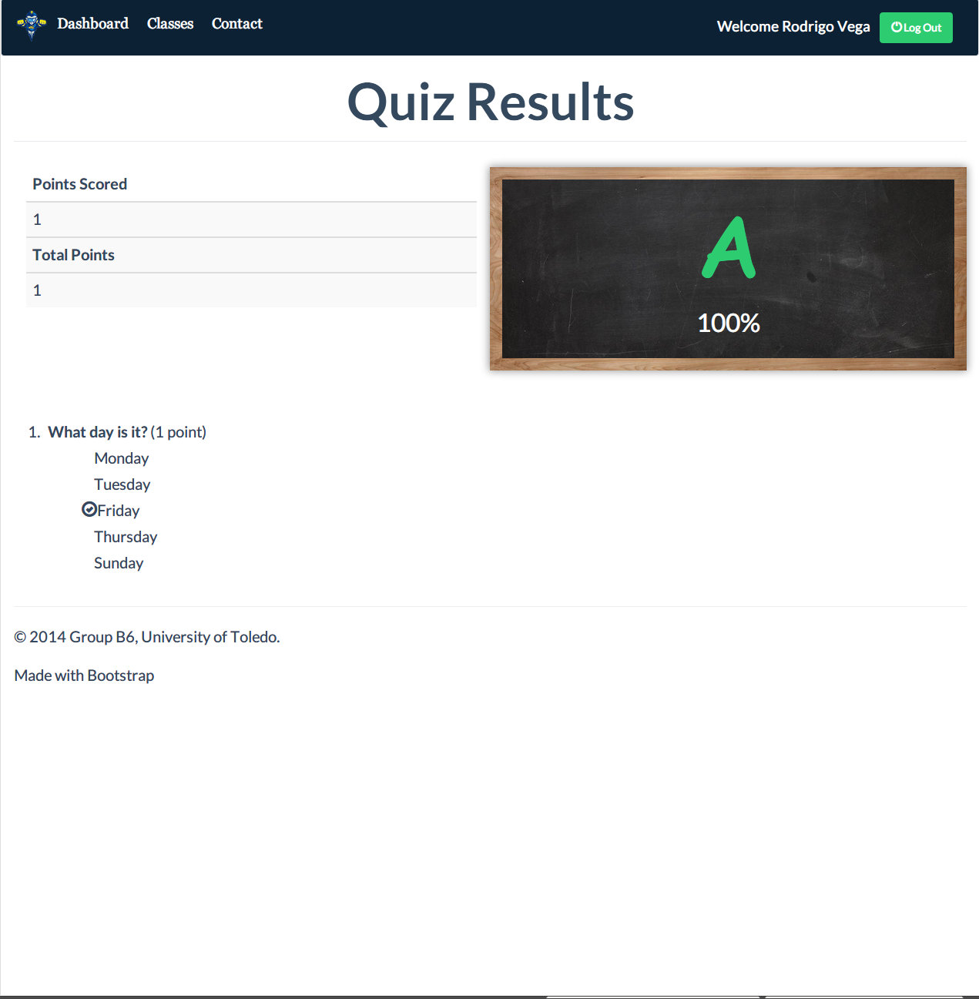 Dashboard Classes Contact Welcome Rodrigo Vega Log Out
Quiz Results
Points Scored
1
Total Points
1
A
100%
1. What day is it? (1 point)
Monday
Tuesday
Friday
Thursday
Sunday
© 2014 Group B6, University of Toledo.
Made with Bootstrap